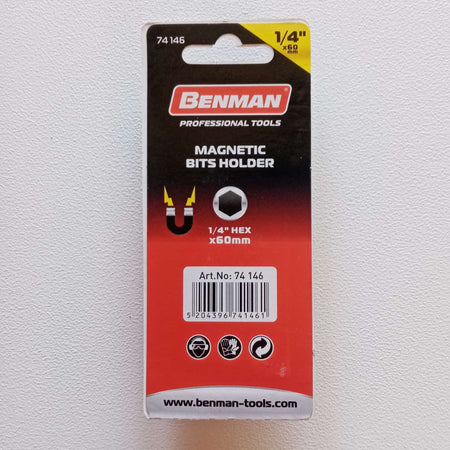 74 146
1/4"
x60
mm
BENMAN®
PROFESSIONAL TOOLS
MAGNETIC
BITS HOLDER
1/4" HEX
x60mm
Art.No: 74 146
5 204396 741461
www.benman-tools.com